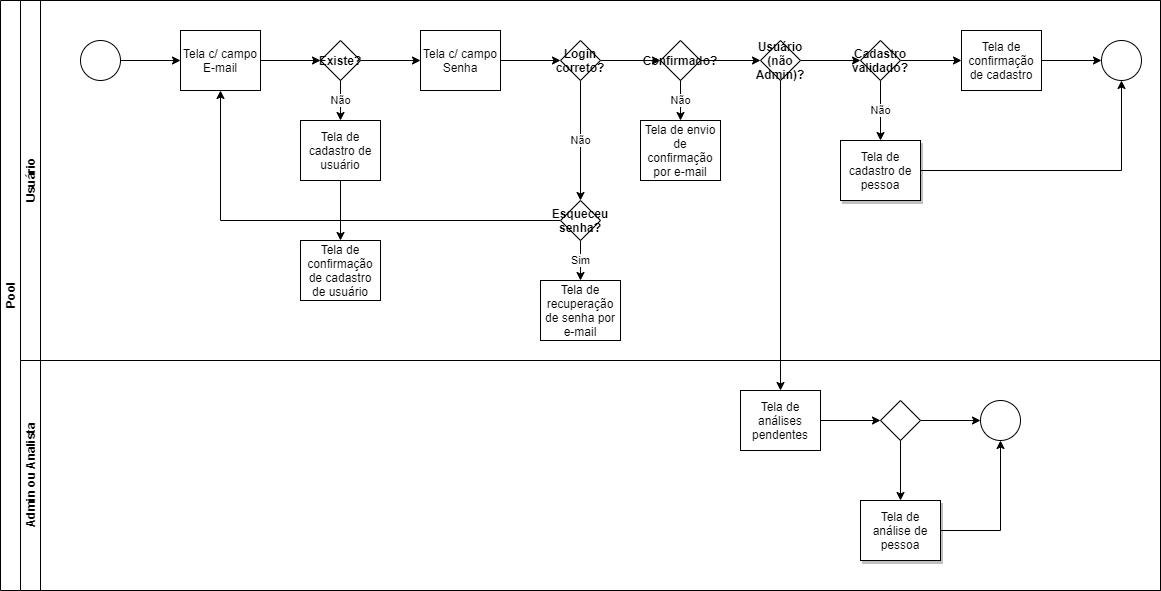 Pool
Usuário
Tela c/ campo
E-mail
Existe?
Tela c/ campo
Senha
Login
correto?
Confirmado?
Usuário
(não
Admin)?
Cadastro
validado?
Tela de
confirmação
de cadastro
Não
Tela de
cadastro de
usuário
Tela de
confirmação
de cadastro
de usuário
Não
Esqueceu
senha?
Sim
Tela de
recuperação
de senha por
e-mail
Não
Tela de envio
de
confirmação
por e-mail
Não
Tela de
cadastro de
pessoa
Admin ou Analista
Tela de
análises
pendentes
Tela de
análise de
pessoa